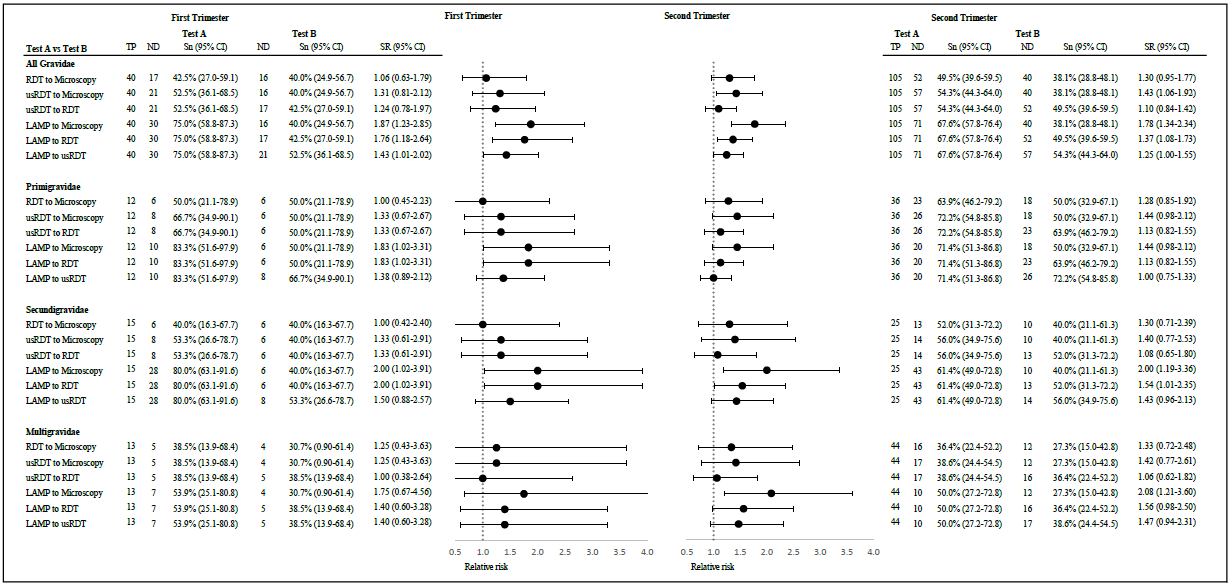 First Trimester First Trimester Second Trimester Second Trimester
Test A Test B Test A Test B
Test A vs Test B TP ND Sn (95% CI) ND Sn (95% CI) SR (95% CI) TP ND Sn (95% CI) ND Sn (95% CI) SR (95% CI)
All Gravidae
RDT to Microscopy 40 17 42.5% (27.0-59.1) 16 40.0% (24.9-56.7) 1.06 (0.63-1.79) 105 52 49.5% (39.6-59.5) 40 38.1% (28.8-48.1) 1.30 (0.95-1.77)
usRDT to Microscopy 40 21 52.5% (36.1-68.5) 16 40.0% (24.9-56.7) 1.31 (0.81-2.12) 105 57 54.3% (44.3-64.0) 40 38.1% (28.8-48.1) 1.43 (1.06-1.92)
usRDT to RDT 40 21 52.5% (36.1-68.5) 17 42.5% (27.0-59.1) 1.24 (0.78-1.97) 105 57 54.3% (44.3-64.0) 52 49.5% (39.6-59.5) 1.10 (0.84-1.42)
LAMP to Microscopy 40 30 75.0% (58.8-87.3) 16 40.0% (24.9-56.7) 1.87 (1.23-2.85) 105 71 67.6% (57.8-76.4) 40 38.1% (28.8-48.1) 1.78 (1.34-2.34)
LAMP to RDT 40 30 75.0% (58.8-87.3) 17 42.5% (27.0-59.1) 1.76 (1.18-2.64) 105 71 67.6% (57.8-76.4) 52 49.5% (39.6-59.5) 1.37 (1.08-1.73)
LAMP to usRDT 40 30 75.0% (58.8-87.3) 21 52.5% (36.1-68.5) 1.43 (1.01-2.02) 105 71 67.6% (57.8-76.4) 57 54.3% (44.3-64.0) 1.25 (1.00-1.55)
Primigravidae
RDT to Microscopy 12 6 50.0% (21.1-78.9) 6 50.0% (21.1-78.9) 1.00 (0.45-2.23) 36 23 63.9% (46.2-79.2) 18 50.0% (32.9-67.1) 1.28 (0.85-1.92)
usRDT to Microscopy 12 8 66.7% (34.9-90.1) 6 50.0% (21.1-78.9) 1.33 (0.67-2.67) 36 26 72.2% (54.8-85.8) 18 50.0% (32.9-67.1) 1.44 (0.98-2.12)
usRDT to RDT 12 8 66.7% (34.9-90.1) 6 50.0% (21.1-78.9) 1.33 (0.67-2.67) 36 26 72.2% (54.8-85.8) 23 63.9% (46.2-79.2) 1.13 (0.82-1.55)
LAMP to Microscopy 12 10 83.3% (51.6-97.9) 6 50.0% (21.1-78.9) 1.83 (1.02-3.31) 36 20 71.4% (51.3-86.8) 18 50.0% (32.9-67.1) 1.44 (0.98-2.12)
LAMP to RDT 12 10 83.3% (51.6-97.9) 6 50.0% (21.1-78.9) 1.83 (1.02-3.31) 36 20 71.4% (51.3-86.8) 23 63.9% (46.2-79.2) 1.13 (0.82-1.55)
LAMP to usRDT 12 10 83.3% (51.6-97.9) 8 66.7% (34.9-90.1) 1.38 (0.89-2.12) 36 20 71.4% (51.3-86.8) 26 72.2% (54.8-85.8) 1.00 (0.75-1.33)
Secundigravidae
RDT to Microscopy 15 6 40.0% (16.3-67.7) 6 40.0% (16.3-67.7) 1.00 (0.42-2.40) 25 13 52.0% (31.3-72.2) 10 40.0% (21.1-61.3) 1.30 (0.71-2.39)
usRDT to Microscopy 15 8 53.3% (26.6-78.7) 6 40.0% (16.3-67.7) 1.33 (0.61-2.91) 25 14 56.0% (34.9-75.6) 10 40.0% (21.1-61.3) 1.40 (0.77-2.53)
usRDT to RDT 15 8 53.3% (26.6-78.7) 6 40.0% (16.3-67.7) 1.33 (0.61-2.91) 25 14 56.0% (34.9-75.6) 13 52.0% (31.3-72.2) 1.08 (0.65-1.80)
LAMP to Microscopy 15 28 80.0% (63.1-91.6) 6 40.0% (16.3-67.7) 2.00 (1.02-3.91) 25 43 61.4% (49.0-72.8) 10 40.0% (21.1-61.3) 2.00 (1.19-3.36)
LAMP to RDT 15 28 80.0% (63.1-91.6) 6 40.0% (16.3-67.7) 2.00 (1.02-3.91) 25 43 61.4% (49.0-72.8) 13 52.0% (31.3-72.2) 1.54 (1.01-2.35)
LAMP to usRDT 15 28 80.0% (63.1-91.6) 8 53.3% (26.6-78.7) 1.50 (0.88-2.57) 25 43 61.4% (49.0-72.8) 14 56.0% (34.9-75.6) 1.43 (0.96-2.13)
Multigravidae
RDT to Microscopy 13 5 38.5% (13.9-68.4) 4 30.7% (0.90-61.4) 1.25 (0.43-3.63) 44 16 36.4% (22.4-52.2) 12 27.3% (15.0-42.8) 1.33 (0.72-2.48)
usRDT to Microscopy 13 5 38.5% (13.9-68.4) 4 30.7% (0.90-61.4) 1.25 (0.43-3.63) 44 17 38.6% (24.4-54.5) 12 27.3% (15.0-42.8) 1.42 (0.77-2.61)
usRDT to RDT 13 5 38.5% (13.9-68.4) 5 38.5% (13.9-68.4) 1.00 (0.38-2.64) 44 17 38.6% (24.4-54.5) 16 36.4% (22.4-52.2) 1.06 (0.62-1.82)
LAMP to Microscopy 13 7 53.9% (25.1-80.8) 4 30.7% (0.90-61.4) 1.75 (0.67-4.56) 44 10 50.0% (27.2-72.8) 12 27.3% (15.0-42.8) 2.08 (1.21-3.60)
LAMP to RDT 13 7 53.9% (25.1-80.8) 5 38.5% (13.9-68.4) 1.40 (0.60-3.28) 44 10 50.0% (27.2-72.8) 16 36.4% (22.4-52.2) 1.56 (0.98-2.50)
LAMP to usRDT 13 7 53.9% (25.1-80.8) 5 38.5% (13.9-68.4) 1.40 (0.60-3.28) 44 10 50.0% (27.2-72.8) 17 38.6% (24.4-54.5) 1.47 (0.94-2.31)
0.5 1.0 2.0 2.5 3.0 4.0 0.5 1.0 2.0 2.5 3.0 4.0
Relative risk Relative risk